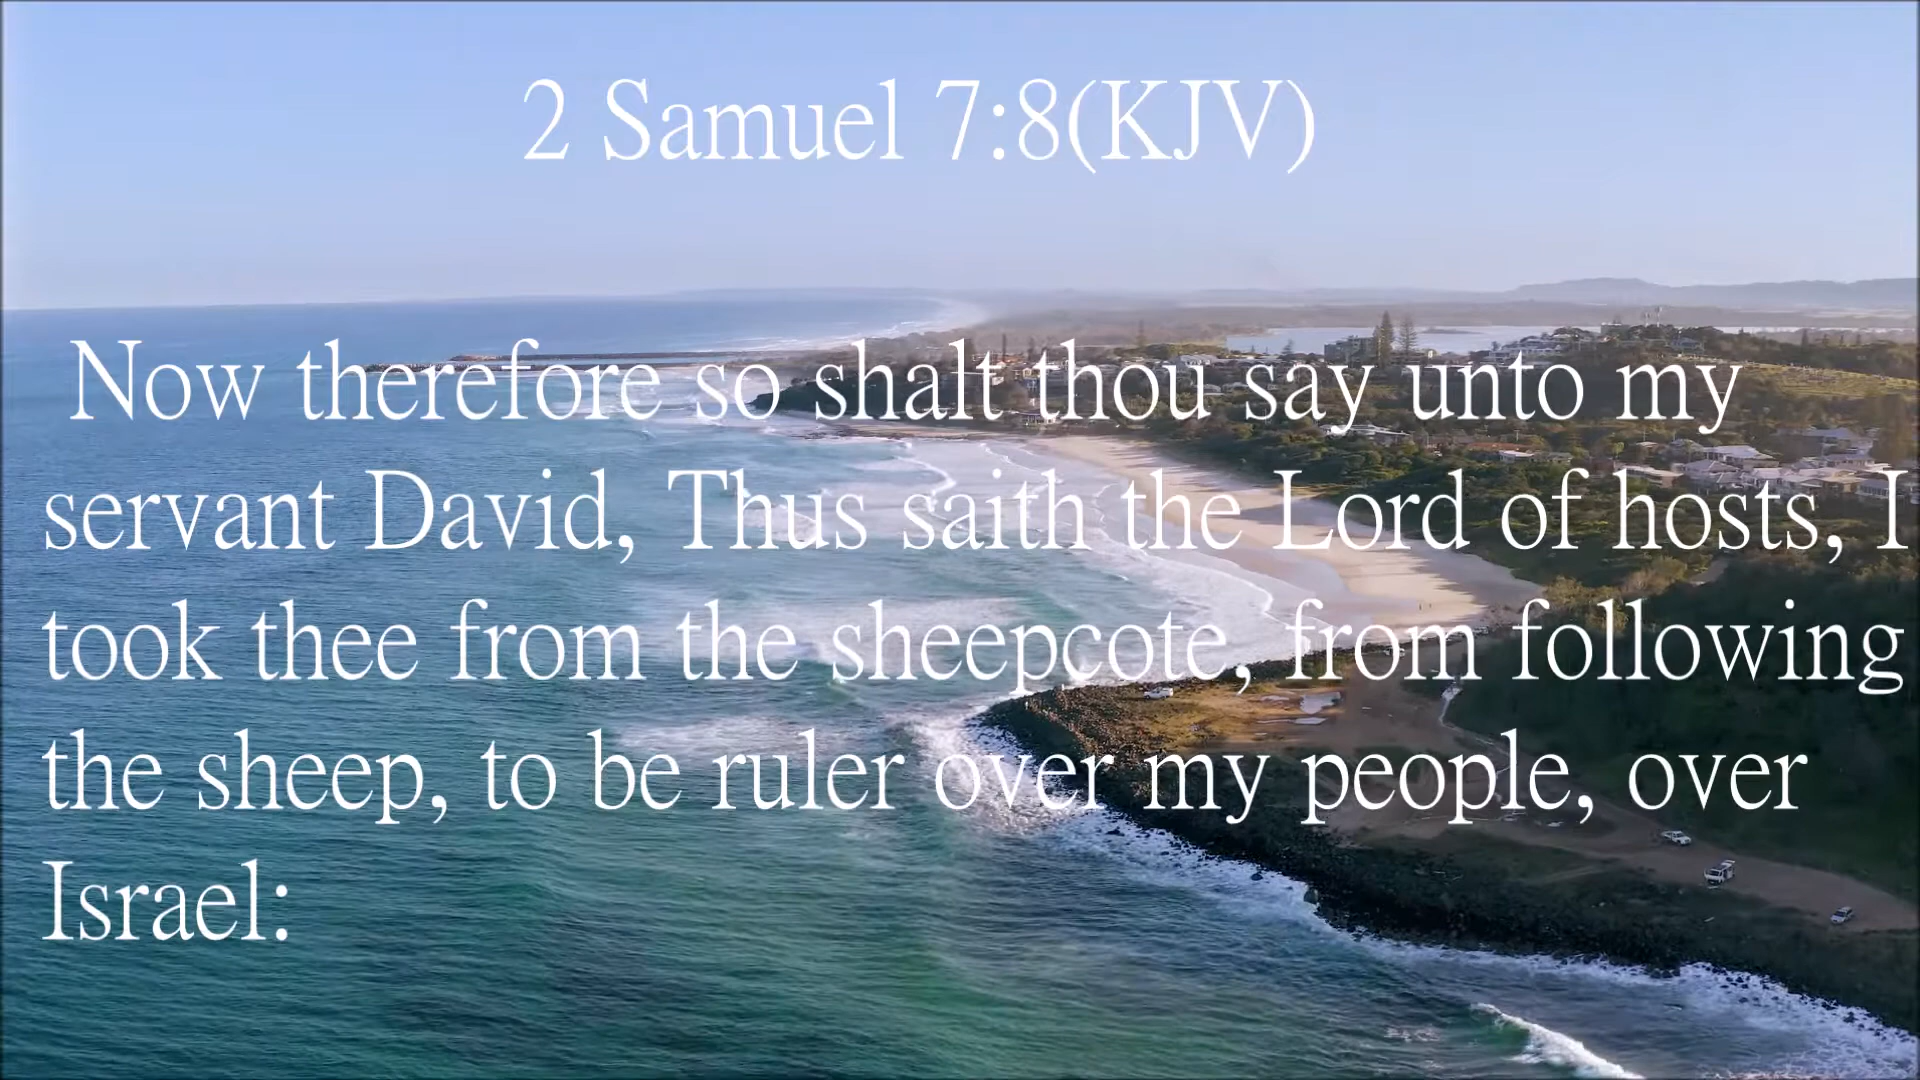 2 Samuel 7:8(KJV)
Now therefore so shalt thou say unto my
servant David, Thus saith the Lord of hosts, I
took thee from the sheepcote, from following
the sheep, to be ruler over my people, over
Israel: